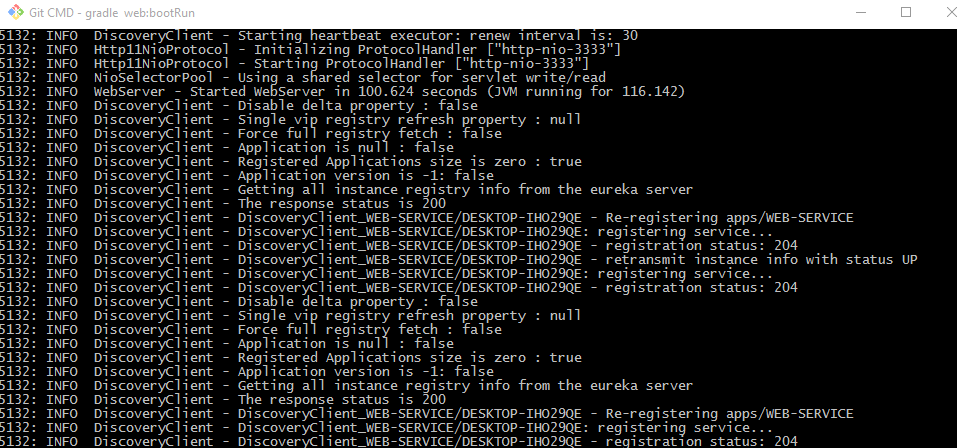 Git CMD - gradle  web:bootRun
5132: INFO  DiscoveryClient - Starting heartbeat executor: renew interval is: 30
5132: INFO  Http11NioProtocol - Initializing ProtocolHandler ["http-nio-3333"]
5132: INFO  Http11NioProtocol - Starting ProtocolHandler ["http-nio-3333"]
5132: INFO  NioSelectorPool - Using a shared selector for servlet write/read
5132: INFO  WebServer - Started WebServer in 100.624 seconds (JVM running for 116.142)
5132: INFO  DiscoveryClient - Disable delta property : false
5132: INFO  DiscoveryClient - Single vip registry refresh property : null
5132: INFO  DiscoveryClient - Force full registry fetch : false
5132: INFO  DiscoveryClient - Application is null : false
5132: INFO  DiscoveryClient - Registered Applications size is zero : true
5132: INFO  DiscoveryClient - Application version is -1: false
5132: INFO  DiscoveryClient - Getting all instance registry info from the eureka server
5132: INFO  DiscoveryClient - The response status is 200
5132: INFO  DiscoveryClient - DiscoveryClient_WEB-SERVICE/DESKTOP-IHO29QE - Re-registering apps/WEB-SERVICE
5132: INFO  DiscoveryClient - DiscoveryClient_WEB-SERVICE/DESKTOP-IHO29QE: registering service...
5132: INFO  DiscoveryClient - DiscoveryClient_WEB-SERVICE/DESKTOP-IHO29QE - registration status: 204
5132: INFO  DiscoveryClient - DiscoveryClient_WEB-SERVICE/DESKTOP-IHO29QE - retransmit instance info with status UP
5132: INFO  DiscoveryClient - DiscoveryClient_WEB-SERVICE/DESKTOP-IHO29QE: registering service...
5132: INFO  DiscoveryClient - DiscoveryClient_WEB-SERVICE/DESKTOP-IHO29QE - registration status: 204
5132: INFO  DiscoveryClient - Disable delta property : false
5132: INFO  DiscoveryClient - Single vip registry refresh property : null
5132: INFO  DiscoveryClient - Force full registry fetch : false
5132: INFO  DiscoveryClient - Application is null : false
5132: INFO  DiscoveryClient - Registered Applications size is zero : true
5132: INFO  DiscoveryClient - Application version is -1: false
5132: INFO  DiscoveryClient - Getting all instance registry info from the eureka server
5132: INFO  DiscoveryClient - The response status is 200
5132: INFO  DiscoveryClient - DiscoveryClient_WEB-SERVICE/DESKTOP-IHO29QE - Re-registering apps/WEB-SERVICE
5132: INFO  DiscoveryClient - DiscoveryClient_WEB-SERVICE/DESKTOP-IHO29QE: registering service...
5132: INFO  DiscoveryClient - DiscoveryClient_WEB-SERVICE/DESKTOP-IHO29QE - registration status: 204